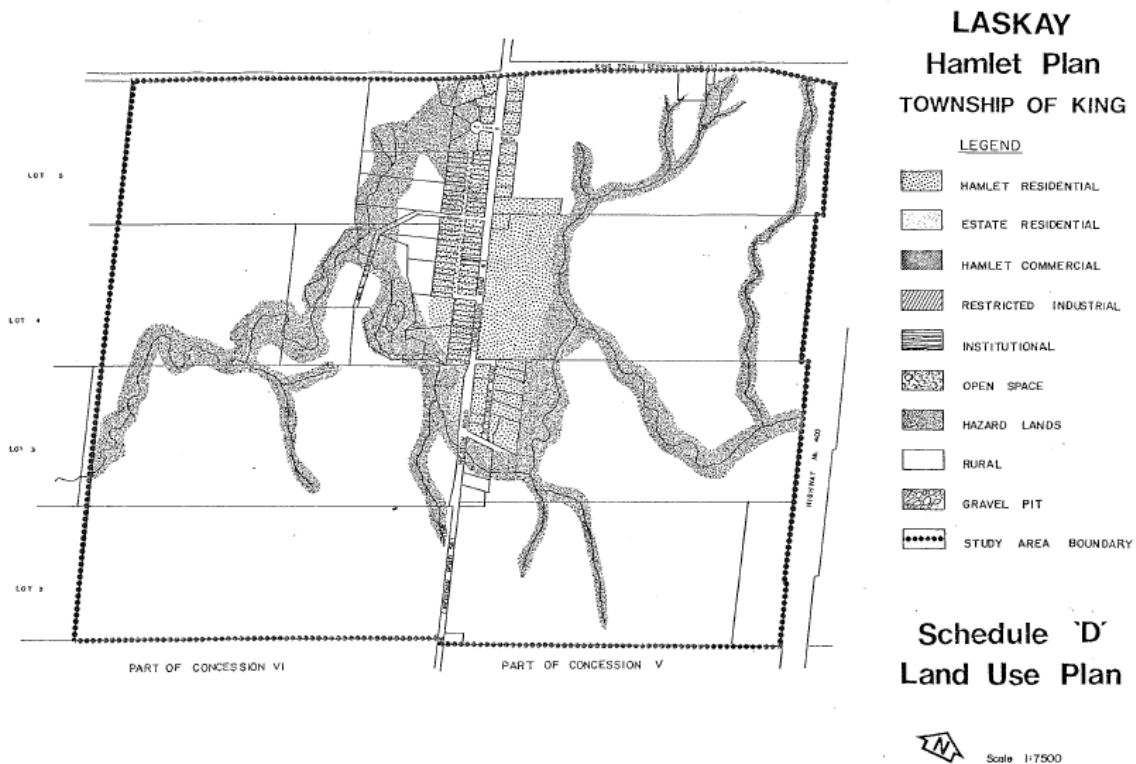 LASKAY
Hamlet Plan
TOWNSHIP OF KING
LEGEND
HAMLET RESIDENTIAL
ESTATE RESIDENTIAL
HAMLET COMMERCIAL
RESTRICTED INDUSTRIAL
INSTITUTIONAL
OPEN SPACE
HAZARD LANDS
RURAL
GRAVEL PIT
STUDY AREA BOUNDARY
LOT 5
LOT 4
LOT 3
LOT 2
HIGHWAY No. 400
PART OF CONCESSION VI
PART OF CONCESSION V
Schedule 'D'
Land Use Plan
N
Scale 1:7500